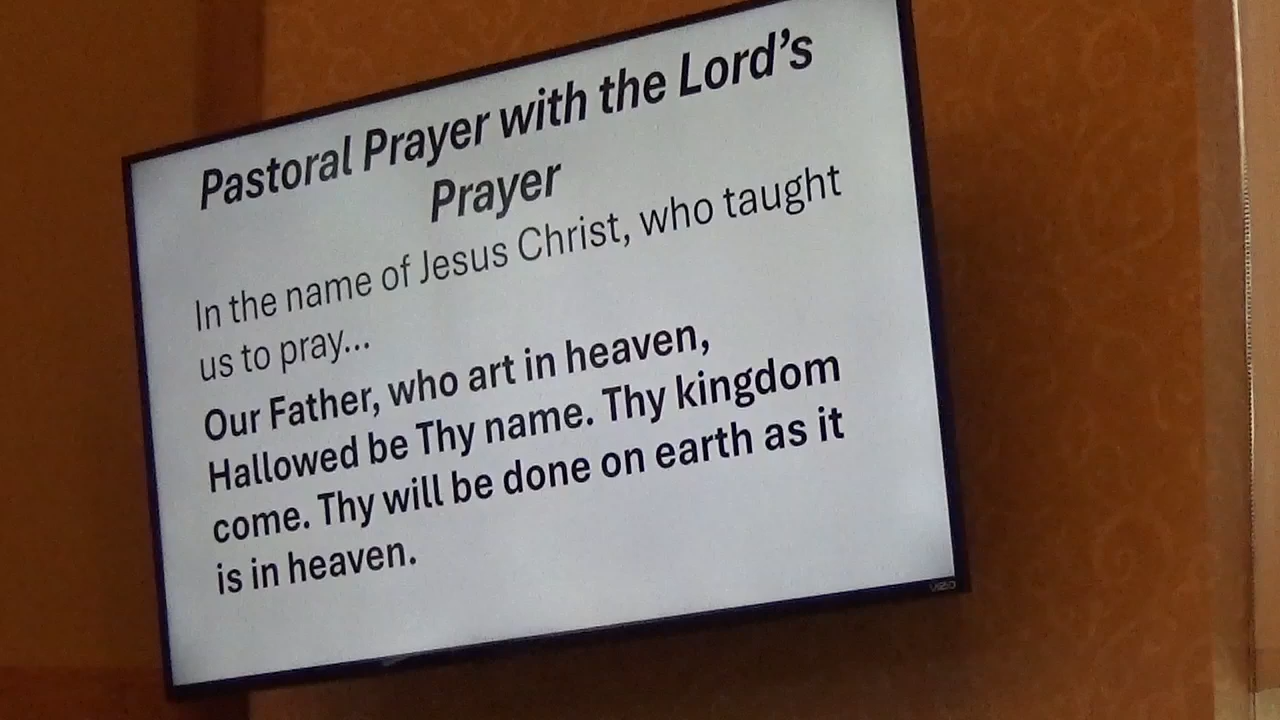 Pastoral Prayer with the Lord’s
Prayer
In the name of Jesus Christ, who taught
us to pray...
Our Father, who art in heaven,
Hallowed be Thy name. Thy kingdom
come. Thy will be done on earth as it
is in heaven.
VIZIO